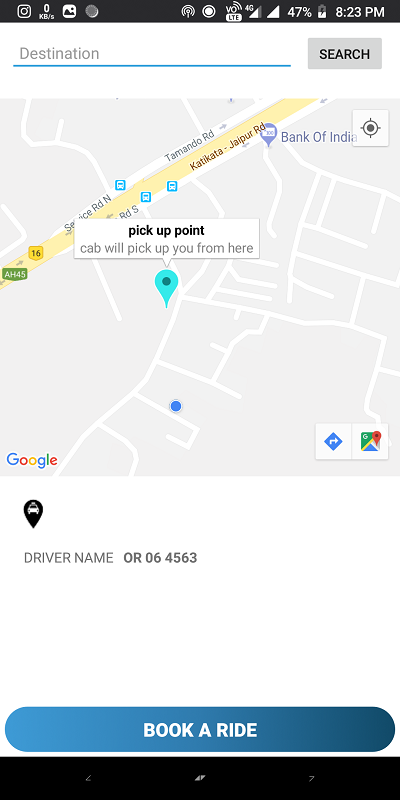 0
KB/s
VO
LTE
4G
47%
8:23 PM
Destination
SEARCH
Tamando Rd
Katikata - Jaipur Rd
Bank Of India
Service Rd N
Rd S
pick up point
cab will pick up you from here
16
AH45
Google
DRIVER NAME OR 06 4563
BOOK A RIDE